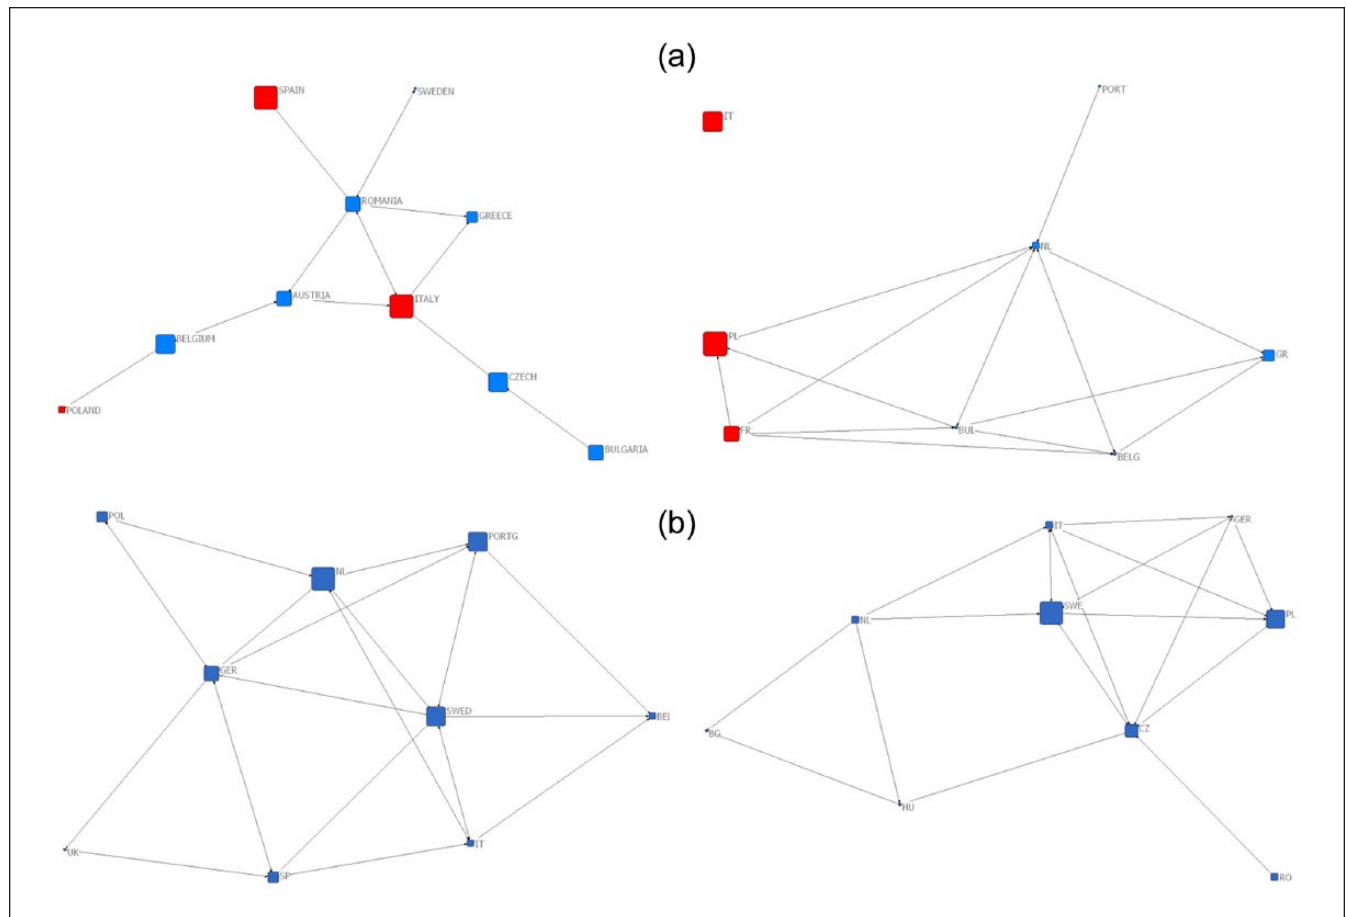 (a)
SPAIN
SWEDEN
ROMANIA
GREECE
AUSTRIA
ITALY
BELGIUM
CZECH
POLAND
BULGARIA
IT
PORT
NL
PL
GR
FR
BUL
BELG
(b)
POL
PORTG
NL
GER
SWED
BEL
UK
SP
IT
IT
GER
SWE
PL
NL
CZ
BG
HU
RO